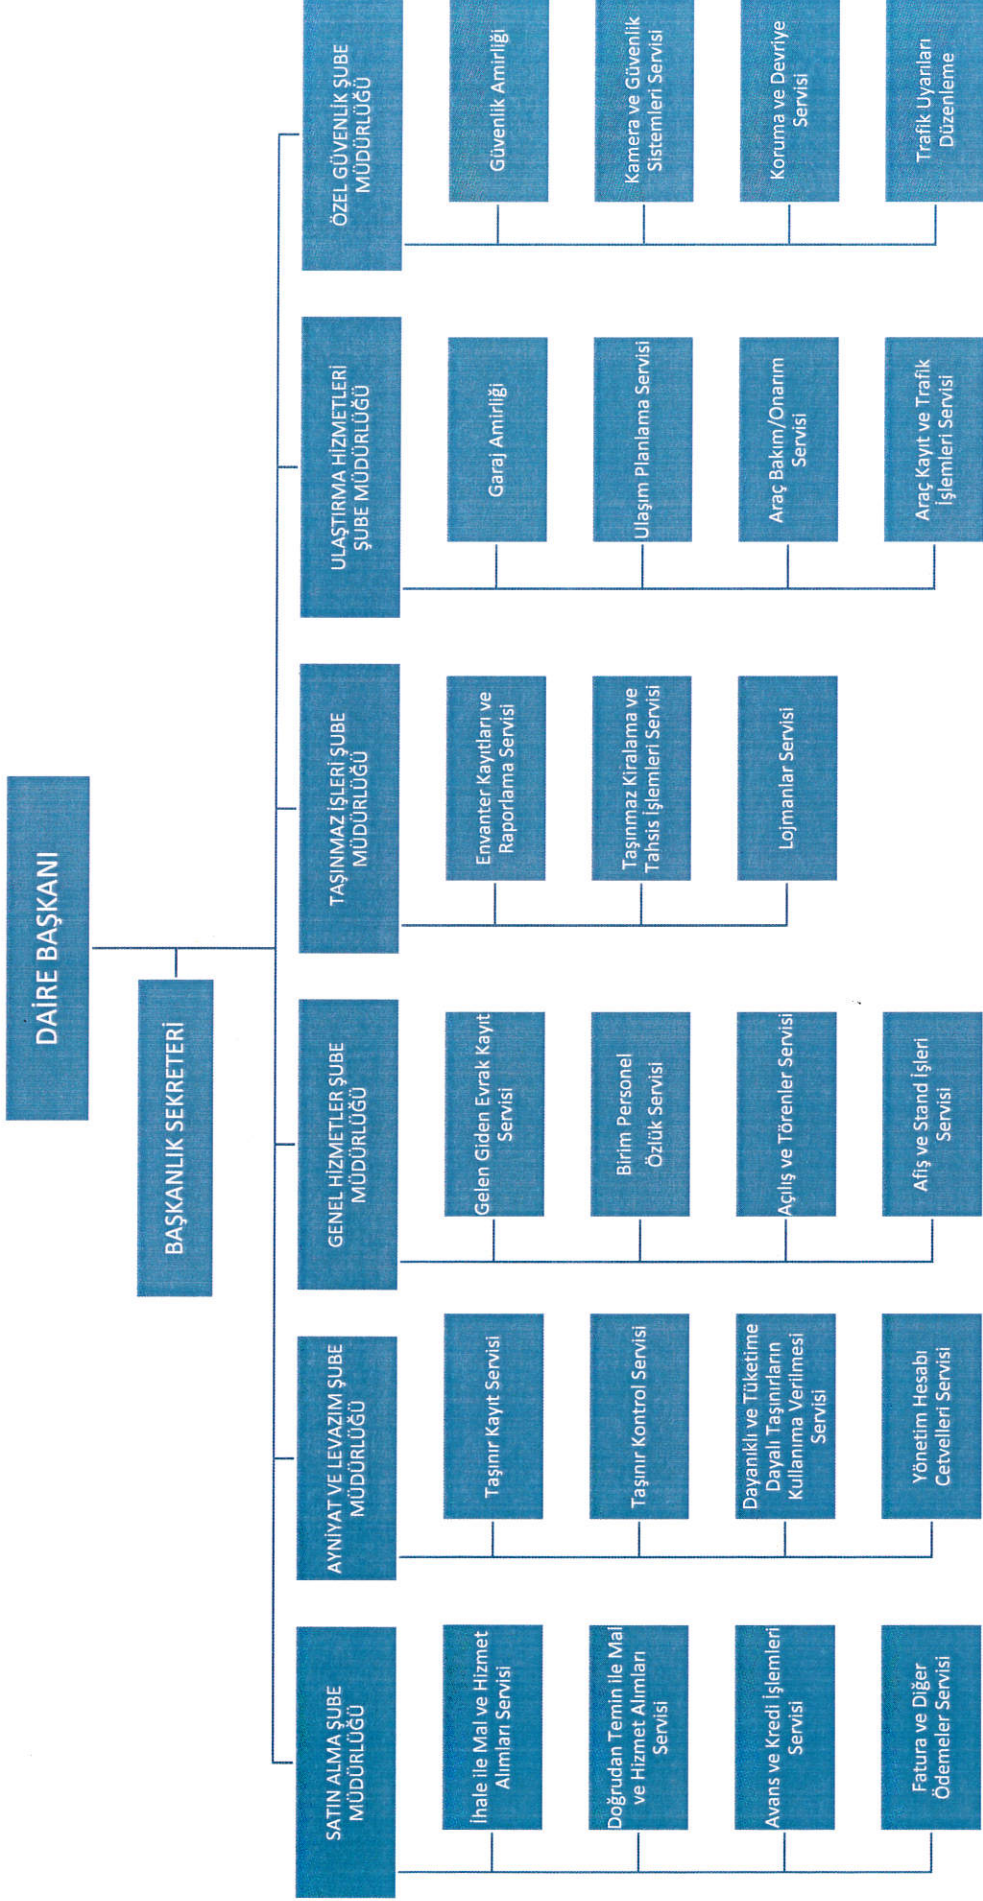 DAİRE BAŞKANI
BAŞKANLIK SEKRETERİ
SATIN ALMA ŞUBE
MÜDÜRLÜĞÜ
İhale ile Mal ve Hizmet
Alımları Servisi
Doğrudan Temin ile Mal
ve Hizmet Alımları
Servisi
Avans ve Kredi İşlemleri
Servisi
Fatura ve Diğer
Ödemeler Servisi
AYNİYAT VE LEVAZIM ŞUBE
MÜDÜRLÜĞÜ
Taşınır Kayıt Servisi
Taşınır Kontrol Servisi
Dayanıklı ve Tüketime
Dayalı Taşınırların
Kullanıma Verilmesi
Servisi
Yönetim Hesabı
Cetvelleri Servisi
GENEL HİZMETLER ŞUBE
MÜDÜRLÜĞÜ
Gelen Giden Evrak Kayıt
Servisi
Birim Personel
Özlük Servisi
Açılış ve Törenler Servisi
Afiş ve Stand İşleri
Servisi
TAŞINMAZ İŞLERİ ŞUBE
MÜDÜRLÜĞÜ
Envanter Kayıtları ve
Raporlama Servisi
Taşınmaz Kiralama ve
Tahsis İşlemleri Servisi
Lojmanlar Servisi
ULAŞTIRMA HİZMETLERİ
ŞUBE MÜDÜRLÜĞÜ
Garaj Amirliği
Ulaşım Planlama Servisi
Araç Bakım/Onarım
Servisi
Araç Kayıt ve Trafik
İşlemleri Servisi
ÖZEL GÜVENLİK ŞUBE
MÜDÜRLÜĞÜ
Güvenlik Amirliği
Kamera ve Güvenlik
Sistemleri Servisi
Koruma ve Devriye
Servisi
Trafik Uyarıları
Düzenleme